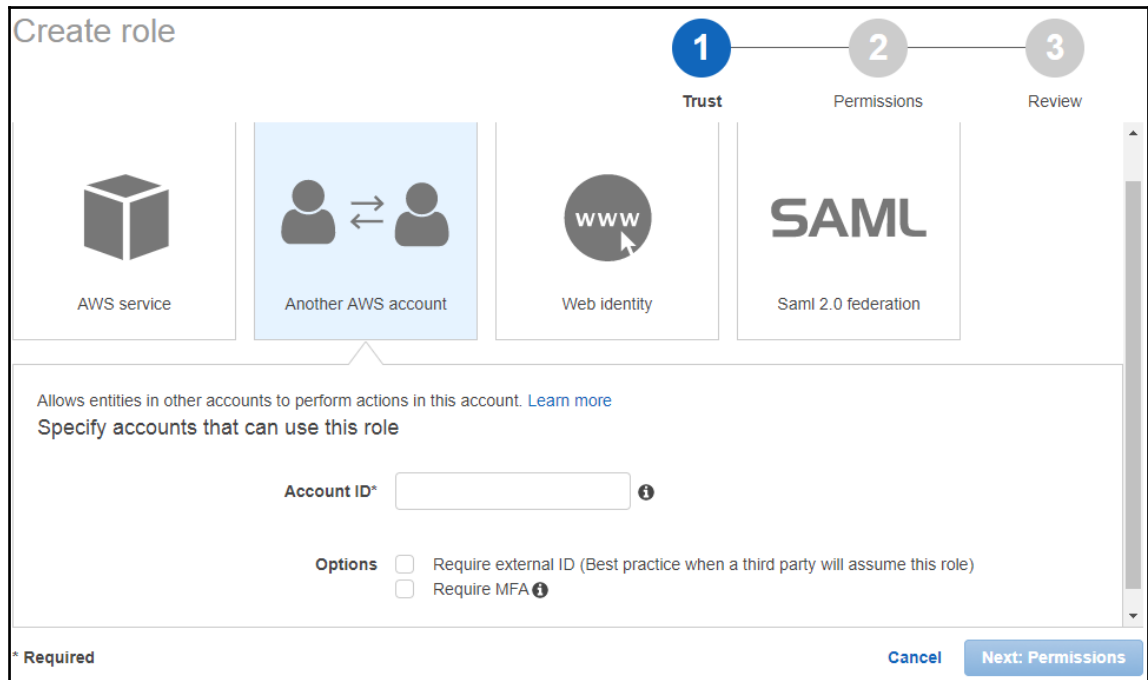 Create role
1
2
3
Trust
Permissions
Review
AWS service
Another AWS account
www
Web identity
SAML
Saml 2.0 federation
Allows entities in other accounts to perform actions in this account. Learn more
Specify accounts that can use this role
Account ID*
Options
Require external ID (Best practice when a third party will assume this role)
Require MFA
* Required
Cancel
Next: Permissions